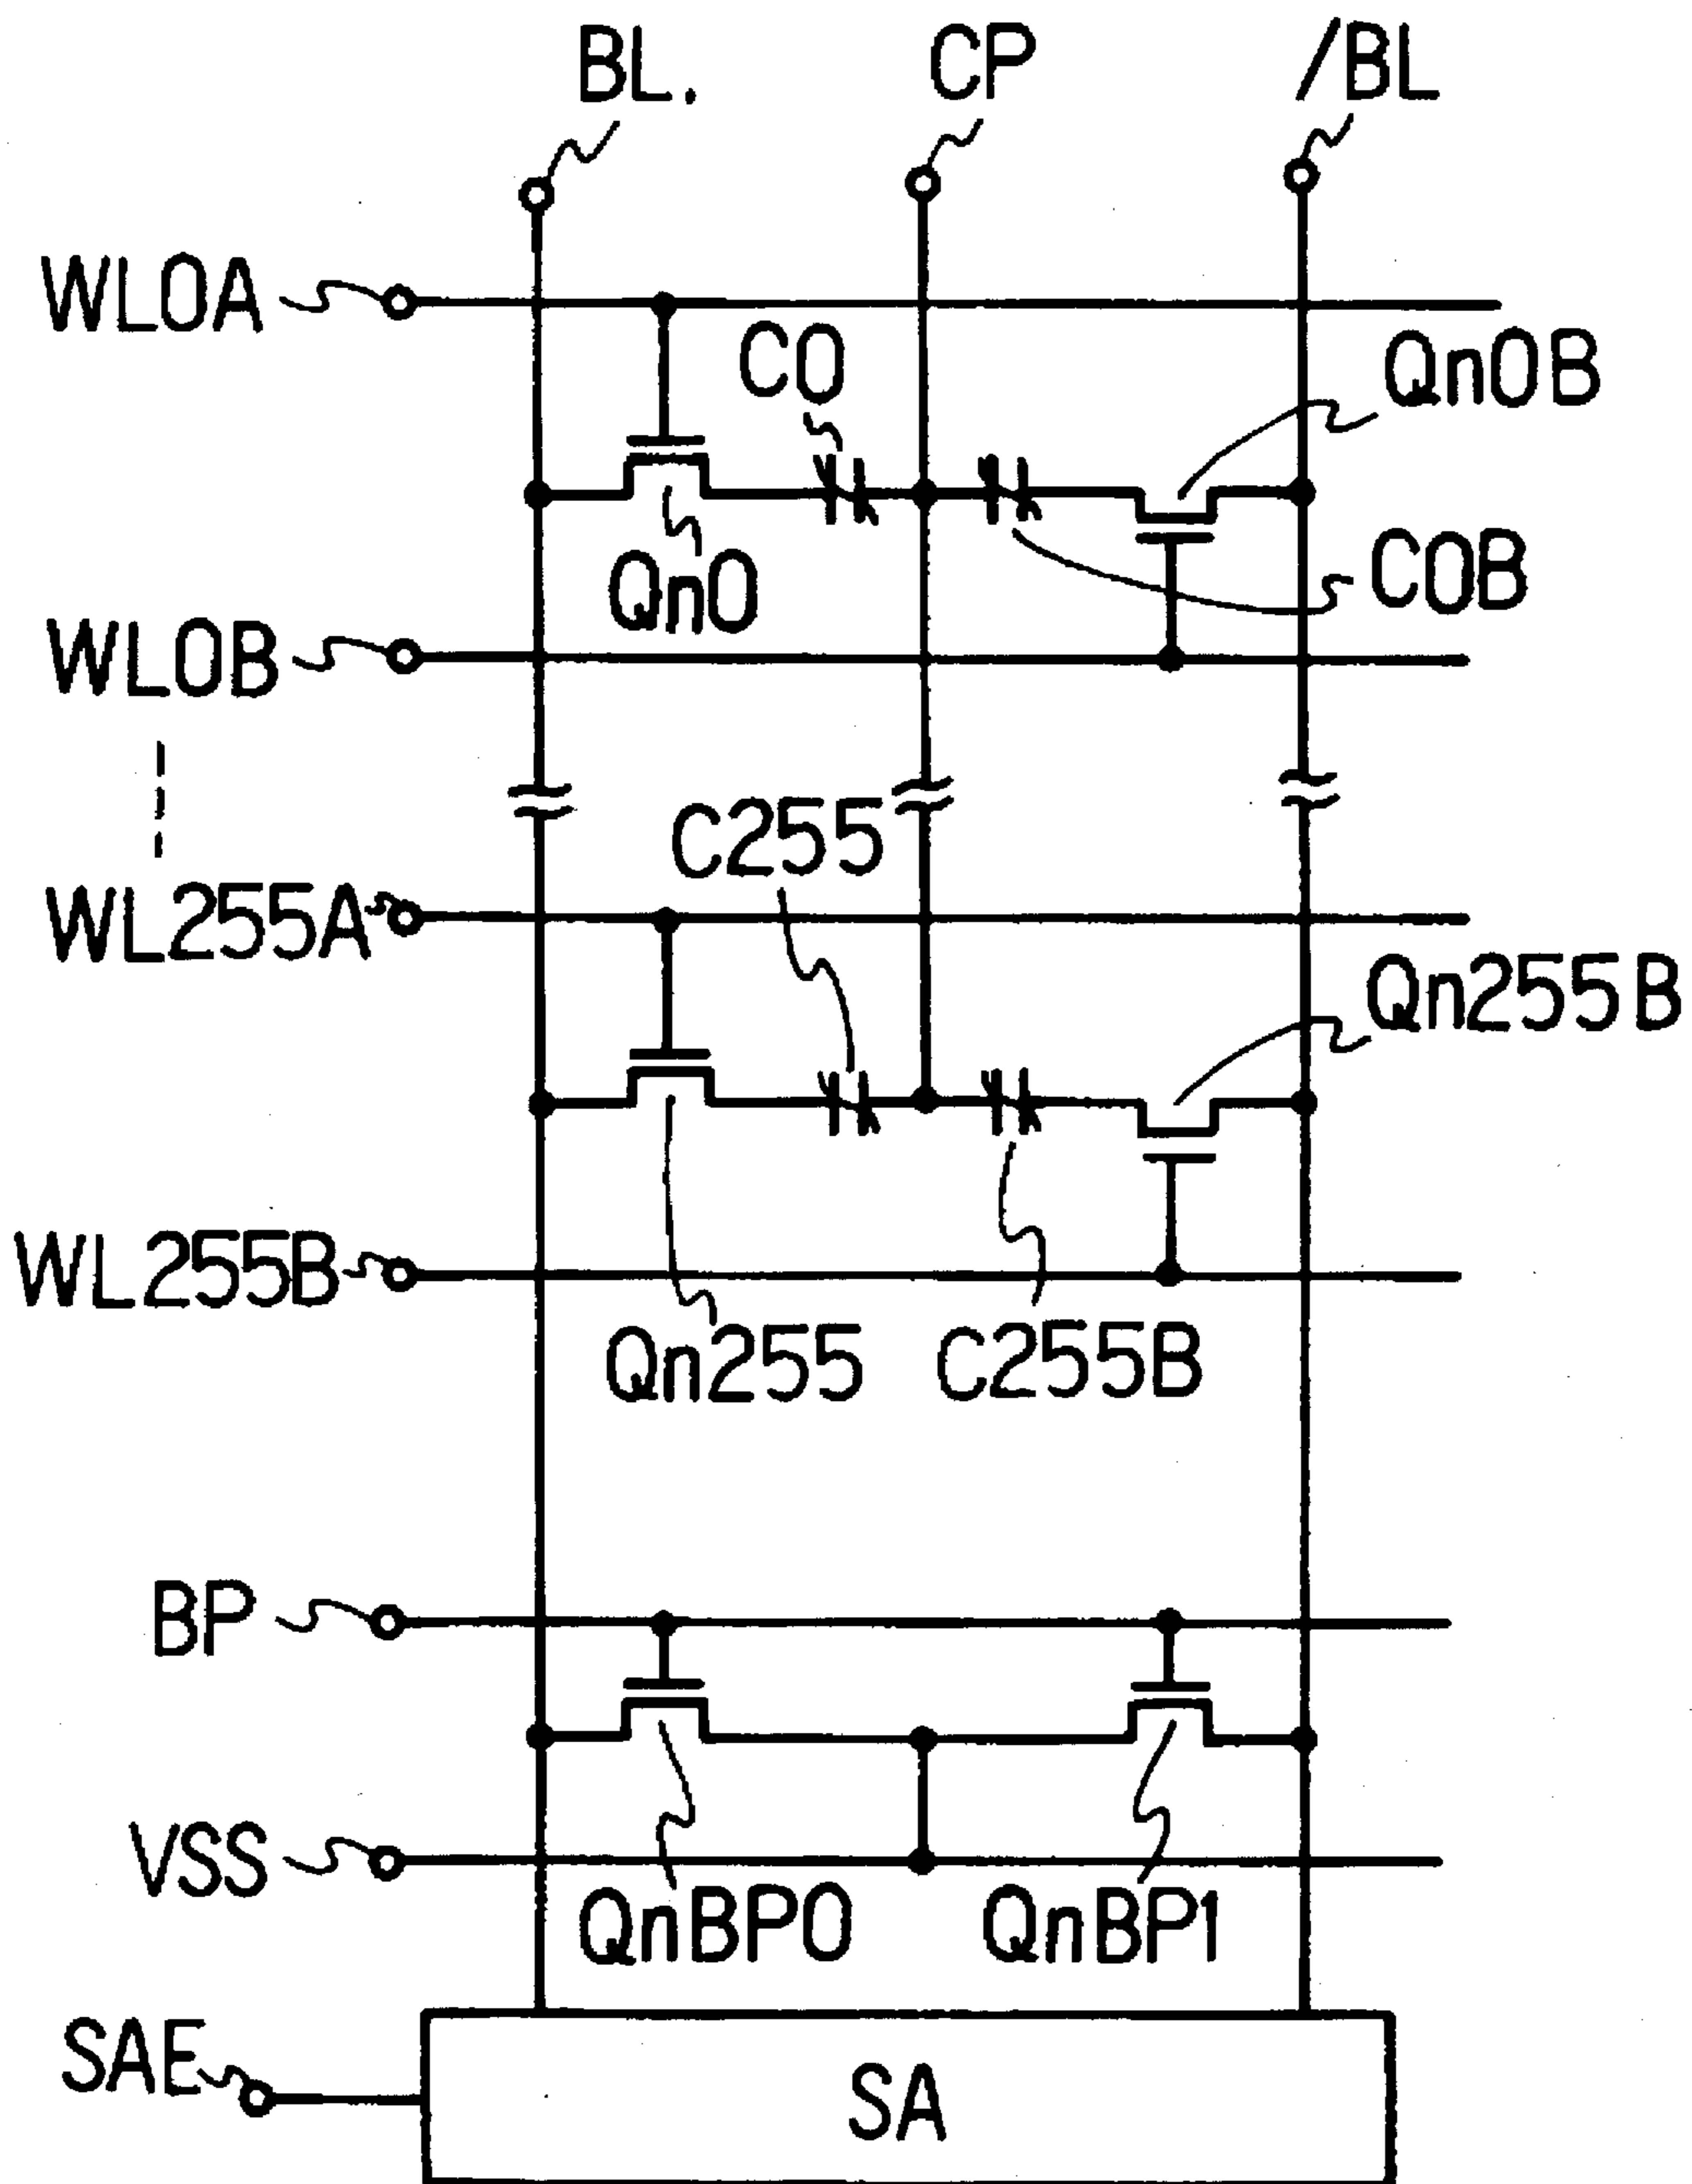 BL.
CP
/BL
WL0A
C0
Qn0B
Qn0
C0B
WL0B
C255
WL255A
Qn255B
WL255B
Qn255
C255B
BP
VSS
QnBP0
QnBP1
SAE
SA